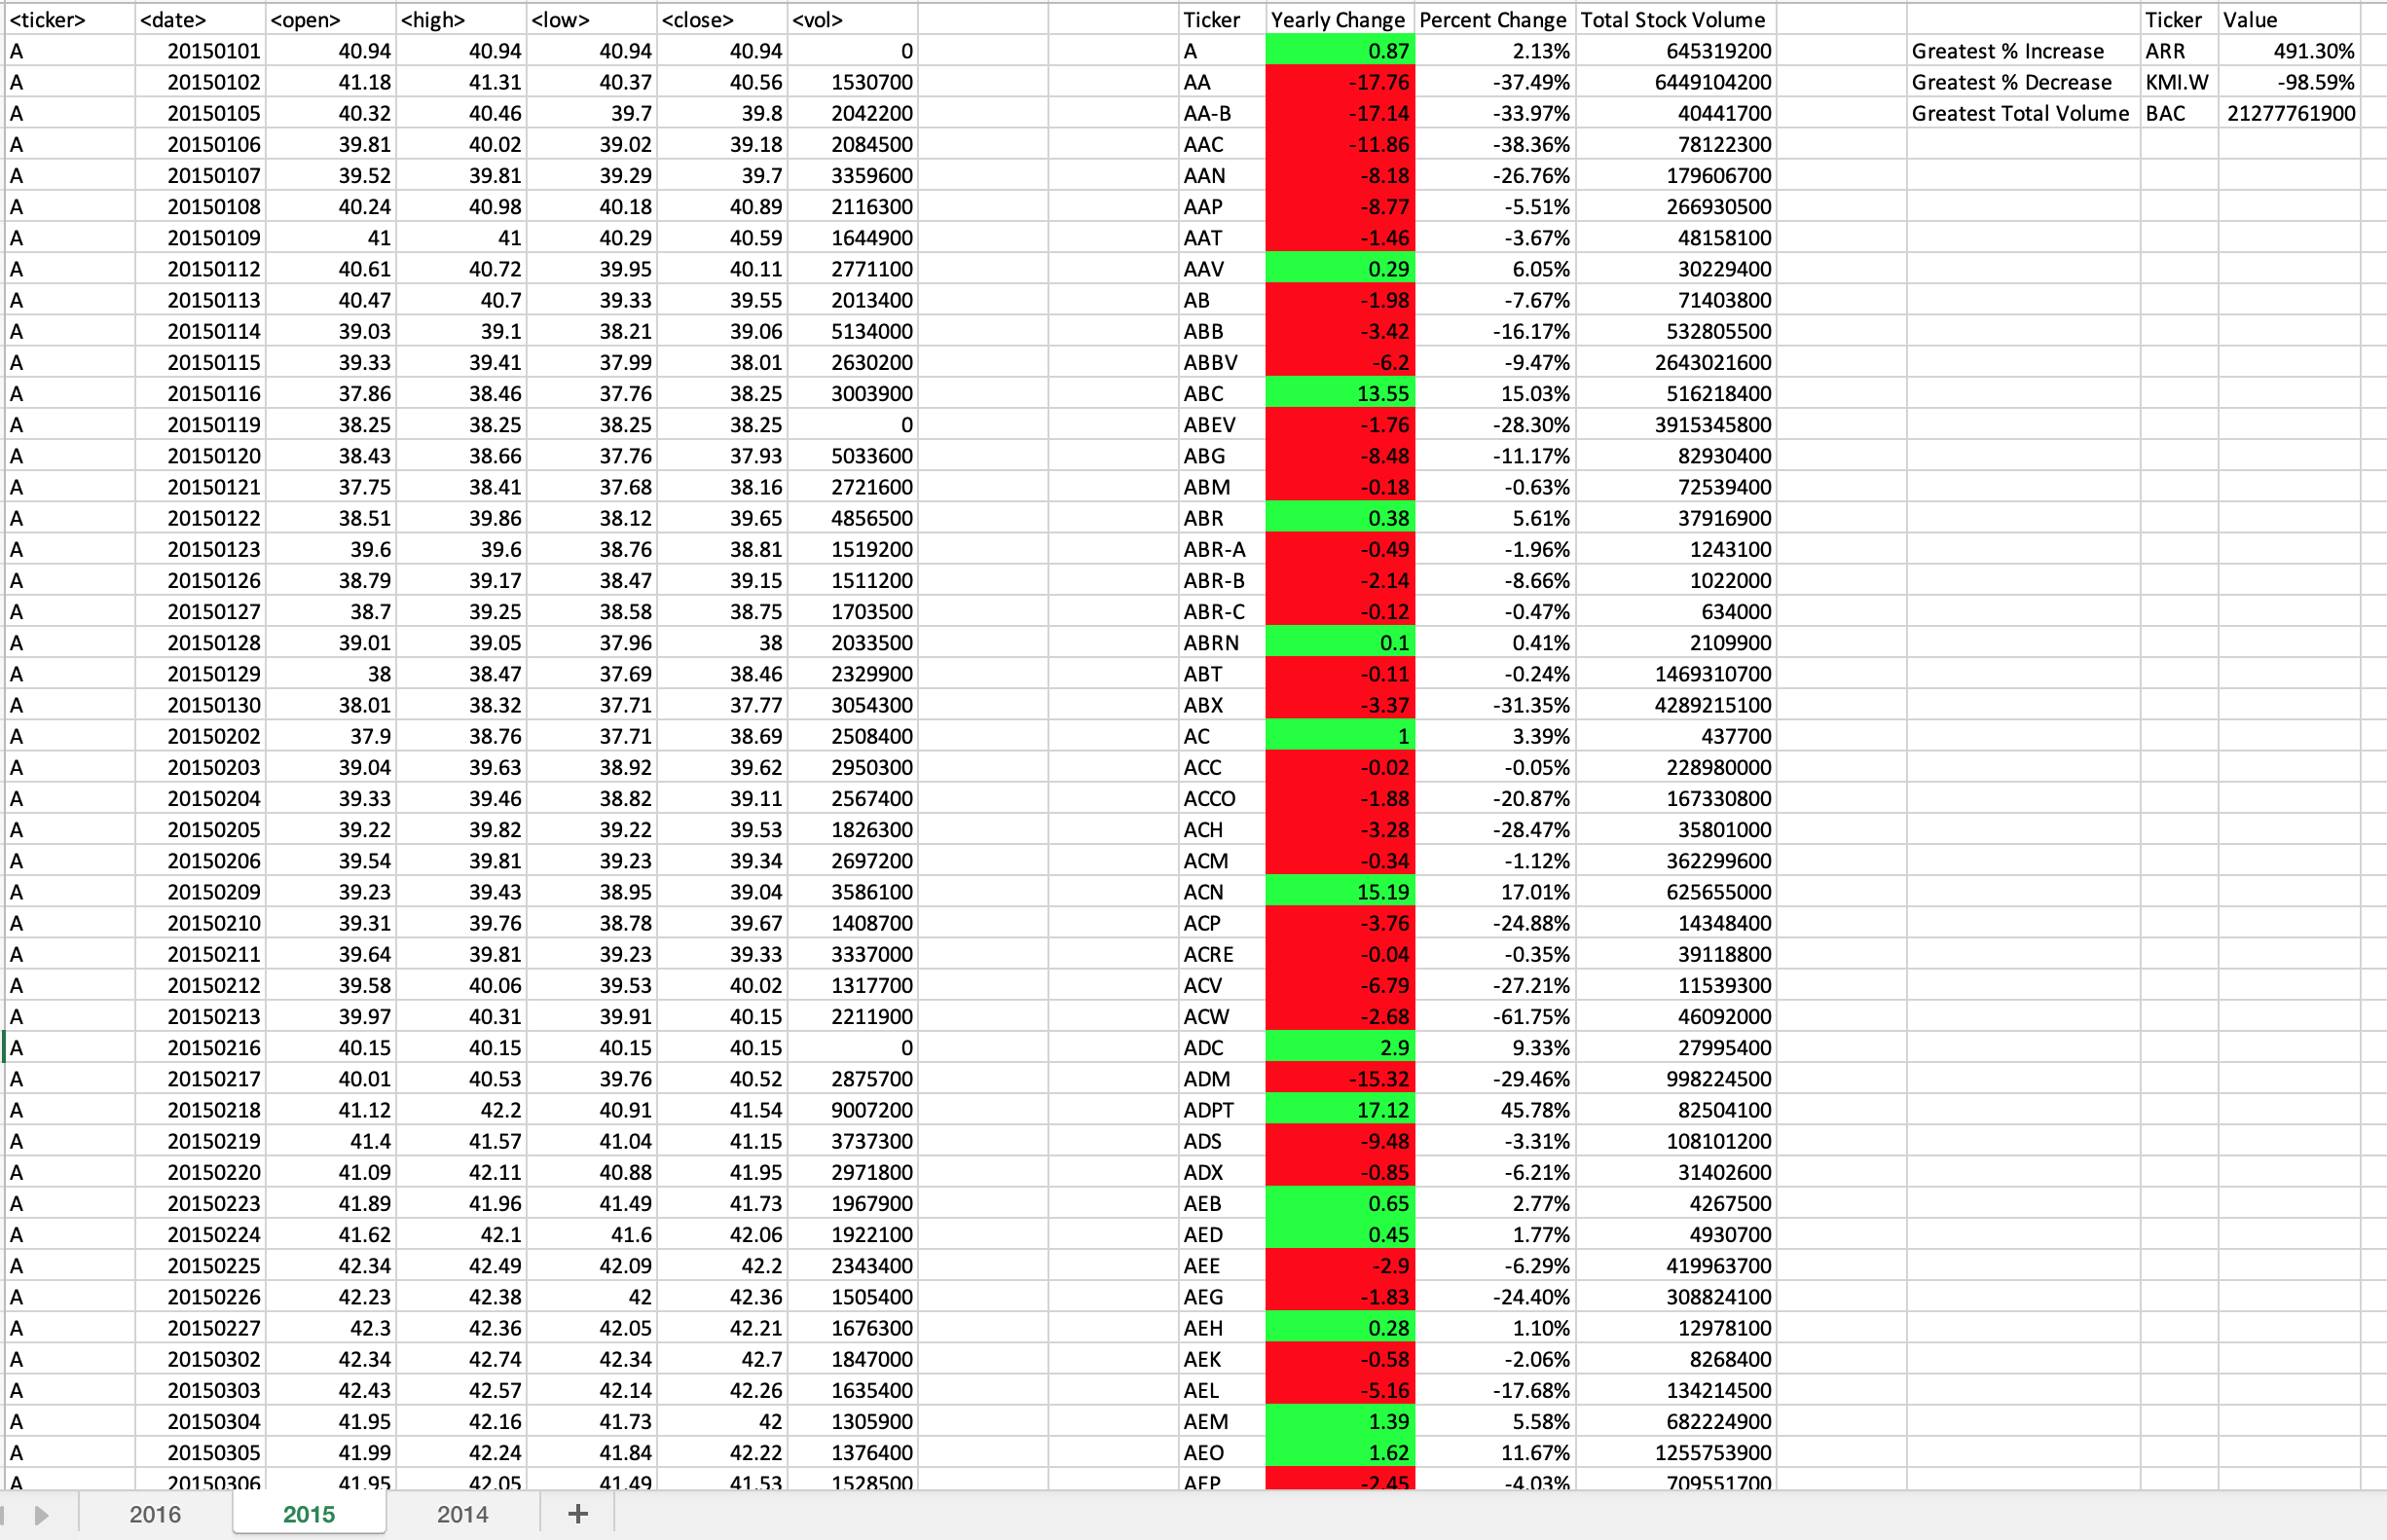 <ticker> <date> <open> <high> <low> <close> <vol> Ticker Yearly Change Percent Change Total Stock Volume Ticker Value
A 20150101 40.94 40.94 40.94 40.94 0 A 0.87 2.13% 645319200 Greatest % Increase ARR 491.30%
A 20150102 41.18 41.31 40.37 40.56 1530700 AA -17.76 -37.49% 6449104200 Greatest % Decrease KMI.W -98.59%
A 20150105 40.32 40.46 39.7 39.8 2042200 AA-B -17.14 -33.97% 40441700 Greatest Total Volume BAC 21277761900
A 20150106 39.81 40.02 39.02 39.18 2084500 AAC -11.86 -38.36% 78122300
A 20150107 39.52 39.81 39.29 39.7 3359600 AAN -8.18 -26.76% 179606700
A 20150108 40.24 40.98 40.18 40.89 2116300 AAP -8.77 -5.51% 266930500
A 20150109 41 41 40.29 40.59 1644900 AAT -1.46 -3.67% 48158100
A 20150112 40.61 40.72 39.95 40.11 2771100 AAV 0.29 6.05% 30229400
A 20150113 40.47 40.7 39.33 39.55 2013400 AB -1.98 -7.67% 71403800
A 20150114 39.03 39.1 38.21 39.06 5134000 ABB -3.42 -16.17% 532805500
A 20150115 39.33 39.41 37.99 38.01 2630200 ABBV -6.2 -9.47% 2643021600
A 20150116 37.86 38.46 37.76 38.25 3003900 ABC 13.55 15.03% 516218400
A 20150119 38.25 38.25 38.25 38.25 0 ABEV -1.76 -28.30% 3915345800
A 20150120 38.43 38.66 37.76 37.93 5033600 ABG -8.48 -11.17% 82930400
A 20150121 37.75 38.41 37.68 38.16 2721600 ABM -0.18 -0.63% 72539400
A 20150122 38.51 39.86 38.12 39.65 4856500 ABR 0.38 5.61% 37916900
A 20150123 39.6 39.6 38.76 38.81 1519200 ABR-A -0.49 -1.96% 1243100
A 20150126 38.79 39.17 38.47 39.15 1511200 ABR-B -2.14 -8.66% 1022000
A 20150127 38.7 39.25 38.58 38.75 1703500 ABR-C -0.12 -0.47% 634000
A 20150128 39.01 39.05 37.96 38 2033500 ABRN 0.1 0.41% 2109900
A 20150129 38 38.47 37.69 38.46 2329900 ABT -0.11 -0.24% 1469310700
A 20150130 38.01 38.32 37.71 37.77 3054300 ABX -3.37 -31.35% 4289215100
A 20150202 37.9 38.76 37.71 38.69 2508400 AC 1 3.39% 437700
A 20150203 39.04 39.63 38.92 39.62 2950300 ACC -0.02 -0.05% 228980000
A 20150204 39.33 39.46 38.82 39.11 2567400 ACCO -1.88 -20.87% 167330800
A 20150205 39.22 39.82 39.22 39.53 1826300 ACH -3.28 -28.47% 35801000
A 20150206 39.54 39.81 39.23 39.34 2697200 ACM -0.34 -1.12% 362299600
A 20150209 39.23 39.43 38.95 39.04 3586100 ACN 15.19 17.01% 625655000
A 20150210 39.31 39.76 38.78 39.67 1408700 ACP -3.76 -24.88% 14348400
A 20150211 39.64 39.81 39.23 39.33 3337000 ACRE -0.04 -0.35% 39118800
A 20150212 39.58 40.06 39.53 40.02 1317700 ACV -6.79 -27.21% 11539300
A 20150213 39.97 40.31 39.91 40.15 2211900 ACW -2.68 -61.75% 46092000
A 20150216 40.15 40.15 40.15 40.15 0 ADC 2.9 9.33% 27995400
A 20150217 40.01 40.53 39.76 40.52 2875700 ADM -15.32 -29.46% 998224500
A 20150218 41.12 42.2 40.91 41.54 9007200 ADPT 17.12 45.78% 82504100
A 20150219 41.4 41.57 41.04 41.15 3737300 ADS -9.48 -3.31% 108101200
A 20150220 41.09 42.11 40.88 41.95 2971800 ADX -0.85 -6.21% 31402600
A 20150223 41.89 41.96 41.49 41.73 1967900 AEB 0.65 2.77% 4267500
A 20150224 41.62 42.1 41.6 42.06 1922100 AED 0.45 1.77% 4930700
A 20150225 42.34 42.49 42.09 42.2 2343400 AEE -2.9 -6.29% 419963700
A 20150226 42.23 42.38 42 42.36 1505400 AEG -1.83 -24.40% 308824100
A 20150227 42.3 42.36 42.05 42.21 1676300 AEH 0.28 1.10% 12978100
A 20150302 42.34 42.74 42.34 42.7 1847000 AEK -0.58 -2.06% 8268400
A 20150303 42.43 42.57 42.14 42.26 1635400 AEL -5.16 -17.68% 134214500
A 20150304 41.95 42.16 41.73 42 1305900 AEM 1.39 5.58% 682224900
A 20150305 41.99 42.24 41.84 42.22 1376400 AEO 1.62 11.67% 1255753900
A 20150306 41.95 42.05 41.49 41.53 1528500 AEP -2.45 -4.03% 709551700
2016 2015 2014 +